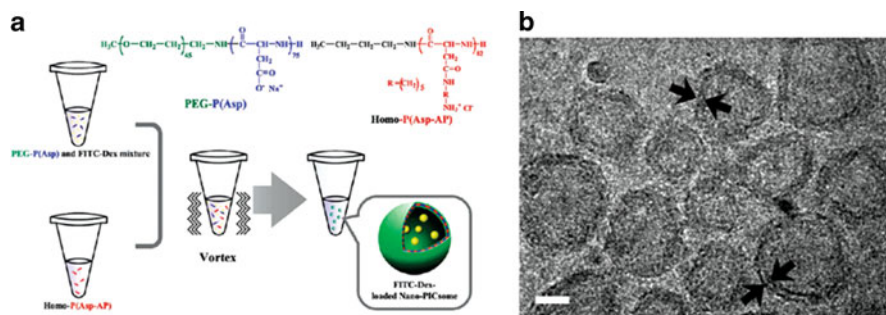 a
b
H₃C-(O-CH₂-CH₂)45-CH₂-NH-(C-CH-NH)75-H
O
CH₂
C=O
O⁻ Na⁺
PEG-P(Asp)
H₃C-CH₂-CH₂-CH₂-NH-(C-CH-NH)82-H
O
CH₂
C=O
NH
R=(CH₂)5
R
NH₃⁺ Cl⁻
Homo-P(Asp-AP)
PEG-P(Asp) and FITC-Dex mixture
Vortex
Homo-P(Asp-AP)
FITC-Dex-
loaded Nano-PICsome